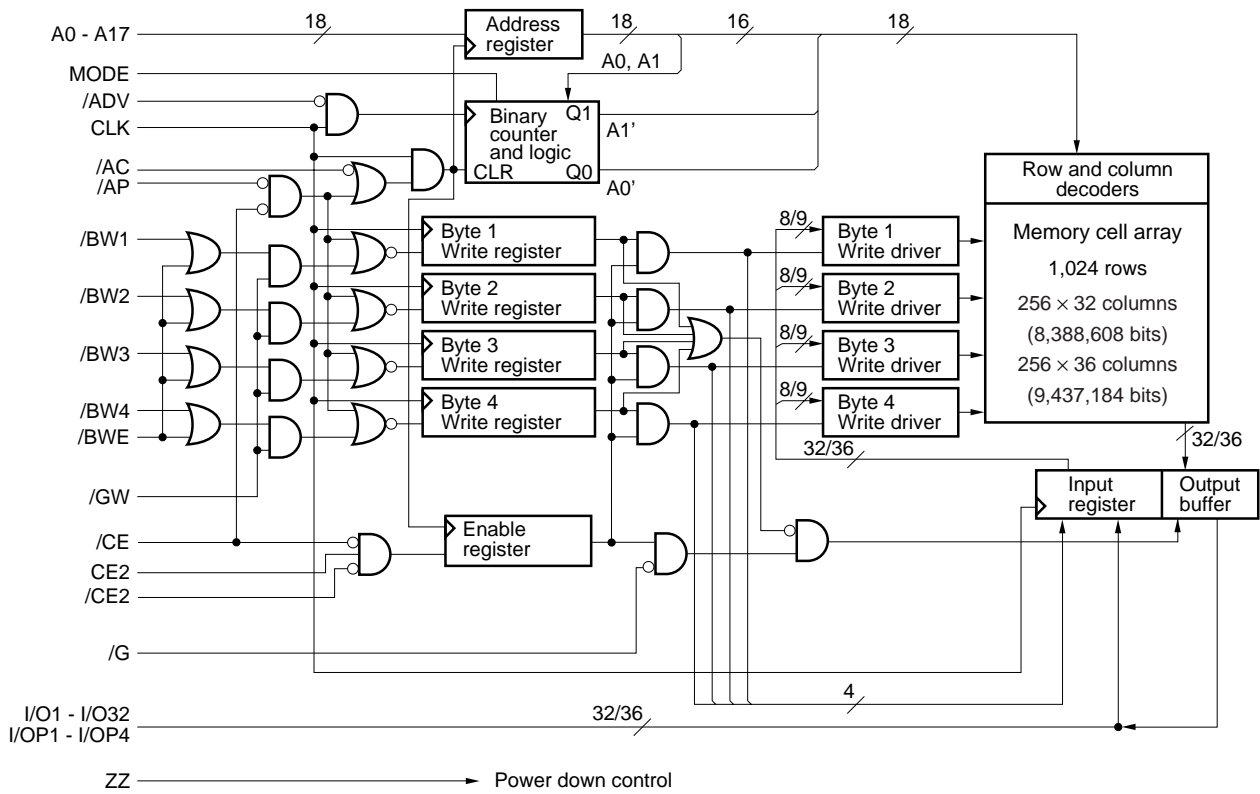 A0 - A17
18
Address
register
18
16
18
A0, A1
MODE
/ADV
CLK
Binary
counter
and logic
CLR
Q1
Q0
A1’
A0’
/AC
/AP
Row and column
decoders
Memory cell array
1,024 rows
256 × 32 columns
(8,388,608 bits)
256 × 36 columns
(9,437,184 bits)
/BW1
Byte 1
Write register
8/9
Byte 1
Write driver
/BW2
Byte 2
Write register
8/9
Byte 2
Write driver
/BW3
Byte 3
Write register
8/9
Byte 3
Write driver
/BW4
/BWE
Byte 4
Write register
8/9
Byte 4
Write driver
32/36
32/36
/GW
Input
register
Output
buffer
/CE
CE2
/CE2
Enable
register
/G
4
I/O1 - I/O32
I/OP1 - I/OP4
32/36
ZZ
Power down control